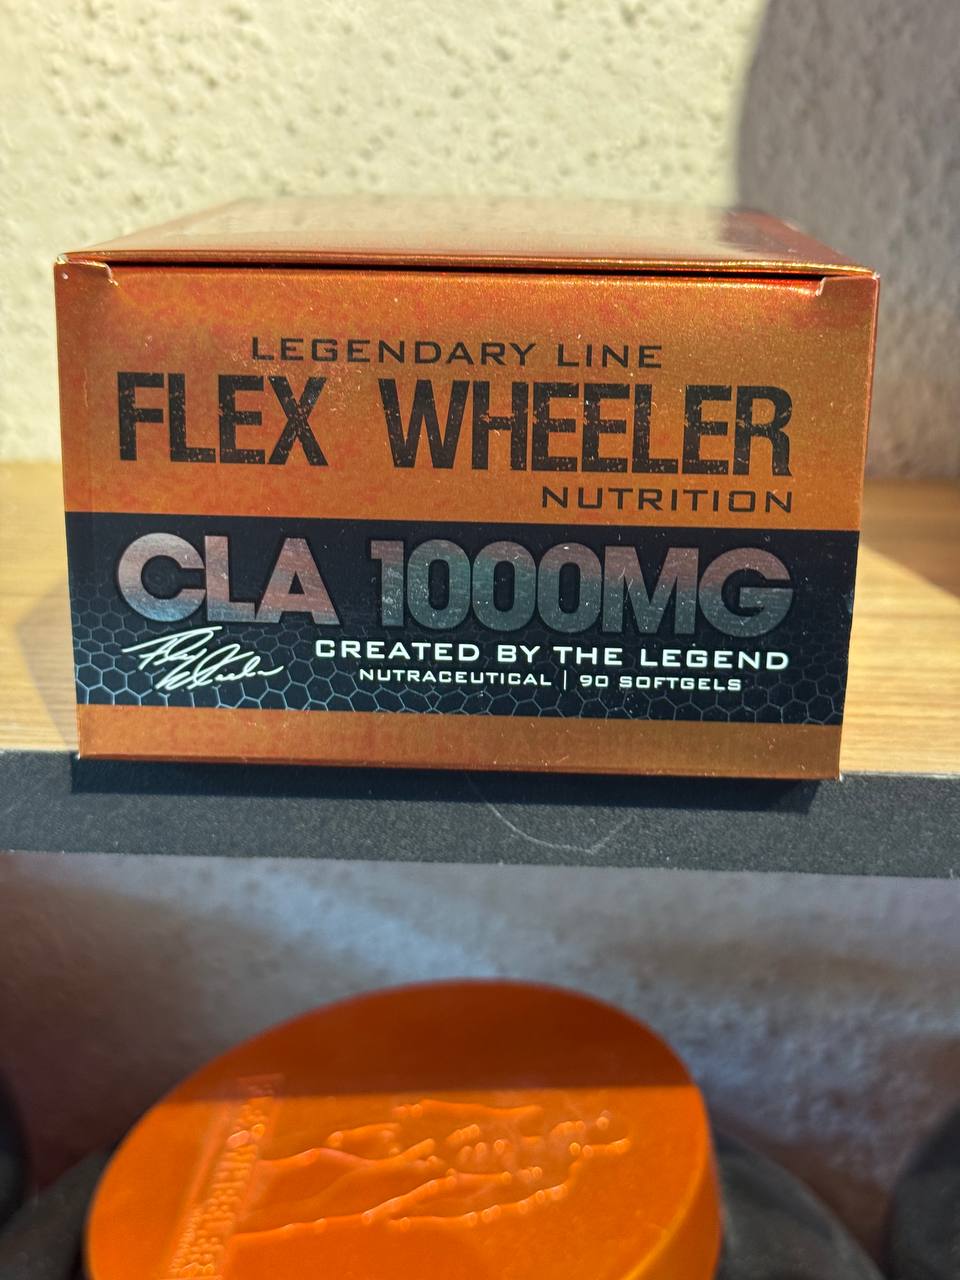 LEGENDARY LINE
FLEX WHEELER
NUTRITION
CLA 1000MG
CREATED BY THE LEGEND
NUTRACEUTICAL | 90 SOFTGELS